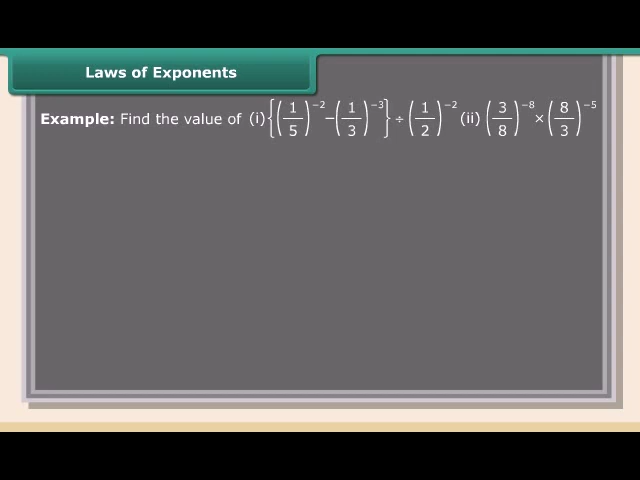 Laws of Exponents
Example: Find the value of (i) {(1/5)^−2 − (1/3)^−3} ÷ (1/2)^−2 (ii) (3/8)^−8 × (8/3)^−5